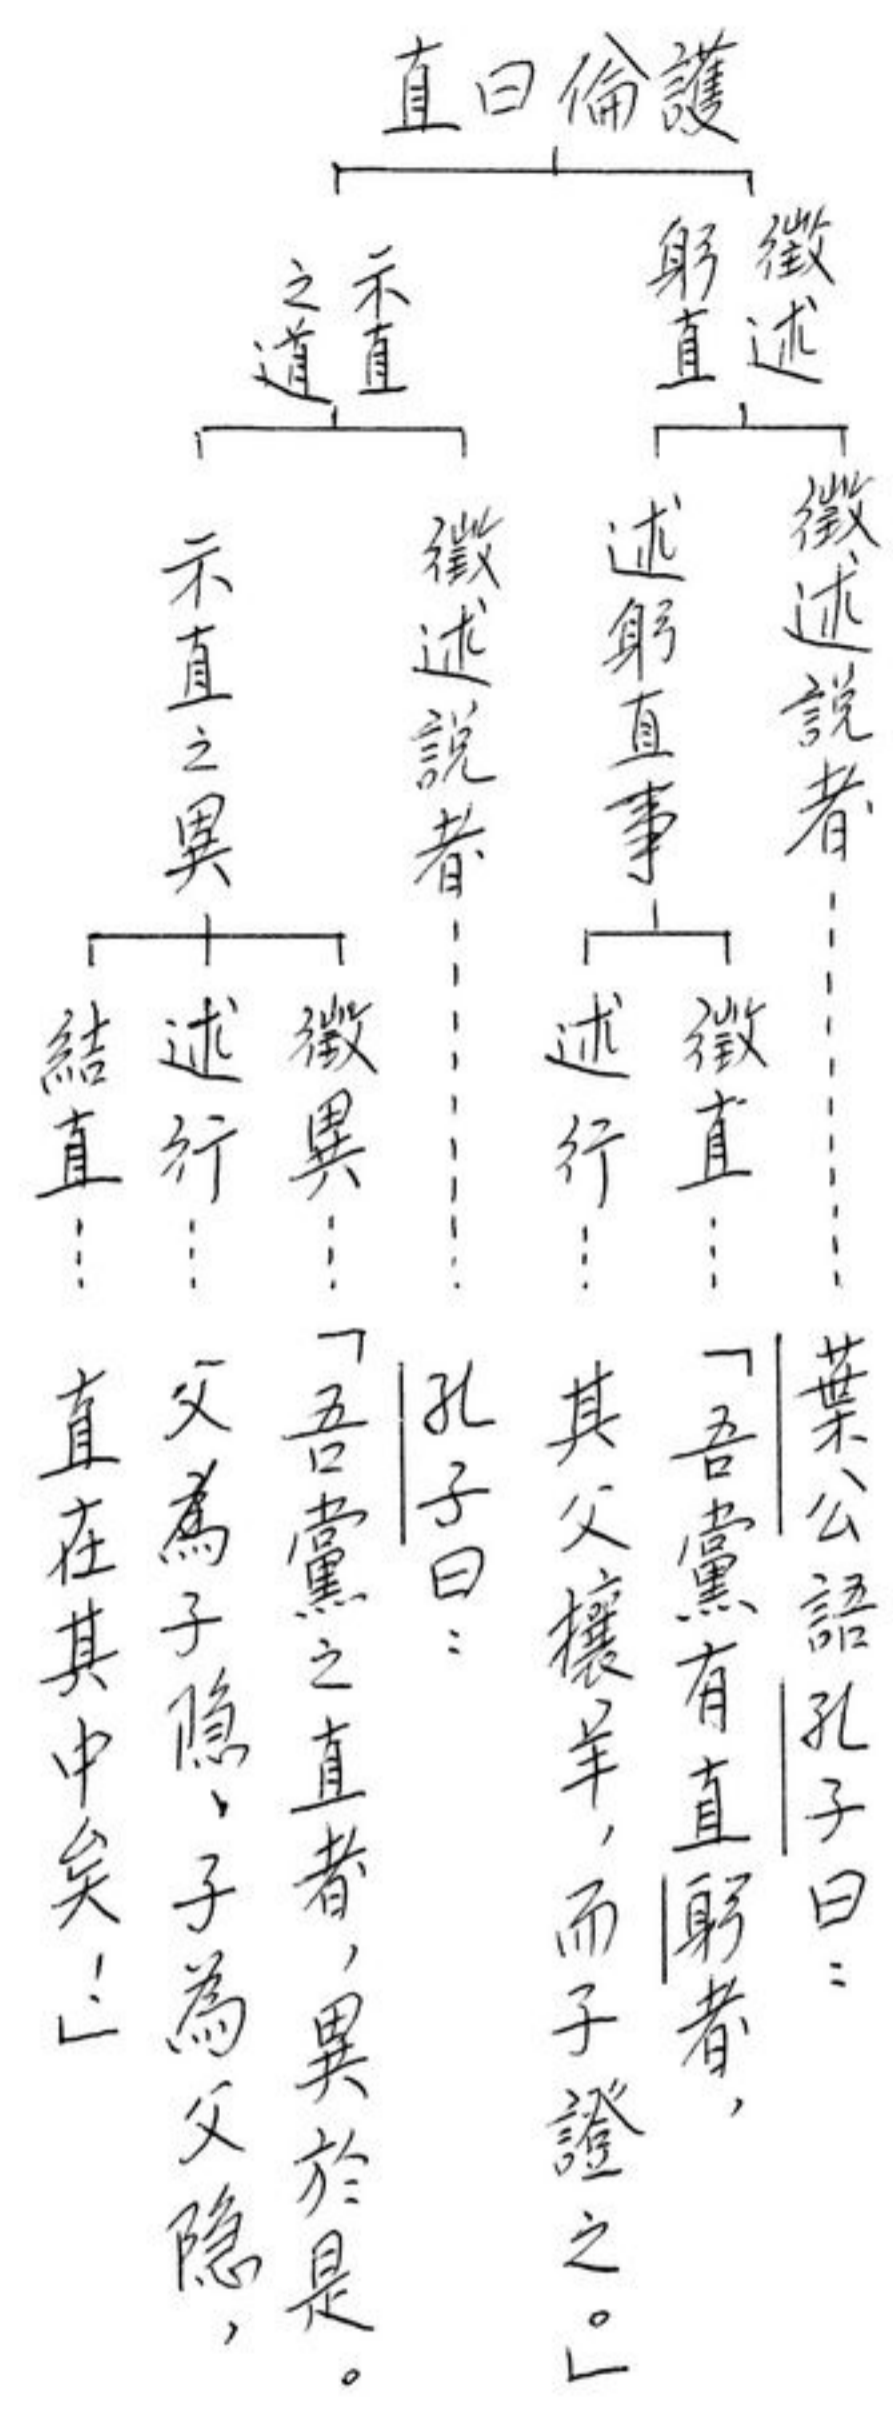 護倫曰直
徵述
躬直
示直
之道
徵述說者
述躬直事
徵述說者
示直之異
徵直…
述行…
徵異…
述行…
結直…
葉公語孔子曰：
「吾黨有直躬者，
其父攘羊，而子證之。」
孔子曰：
「吾黨之直者，異於是。
父為子隱、子為父隱，
直在其中矣！」